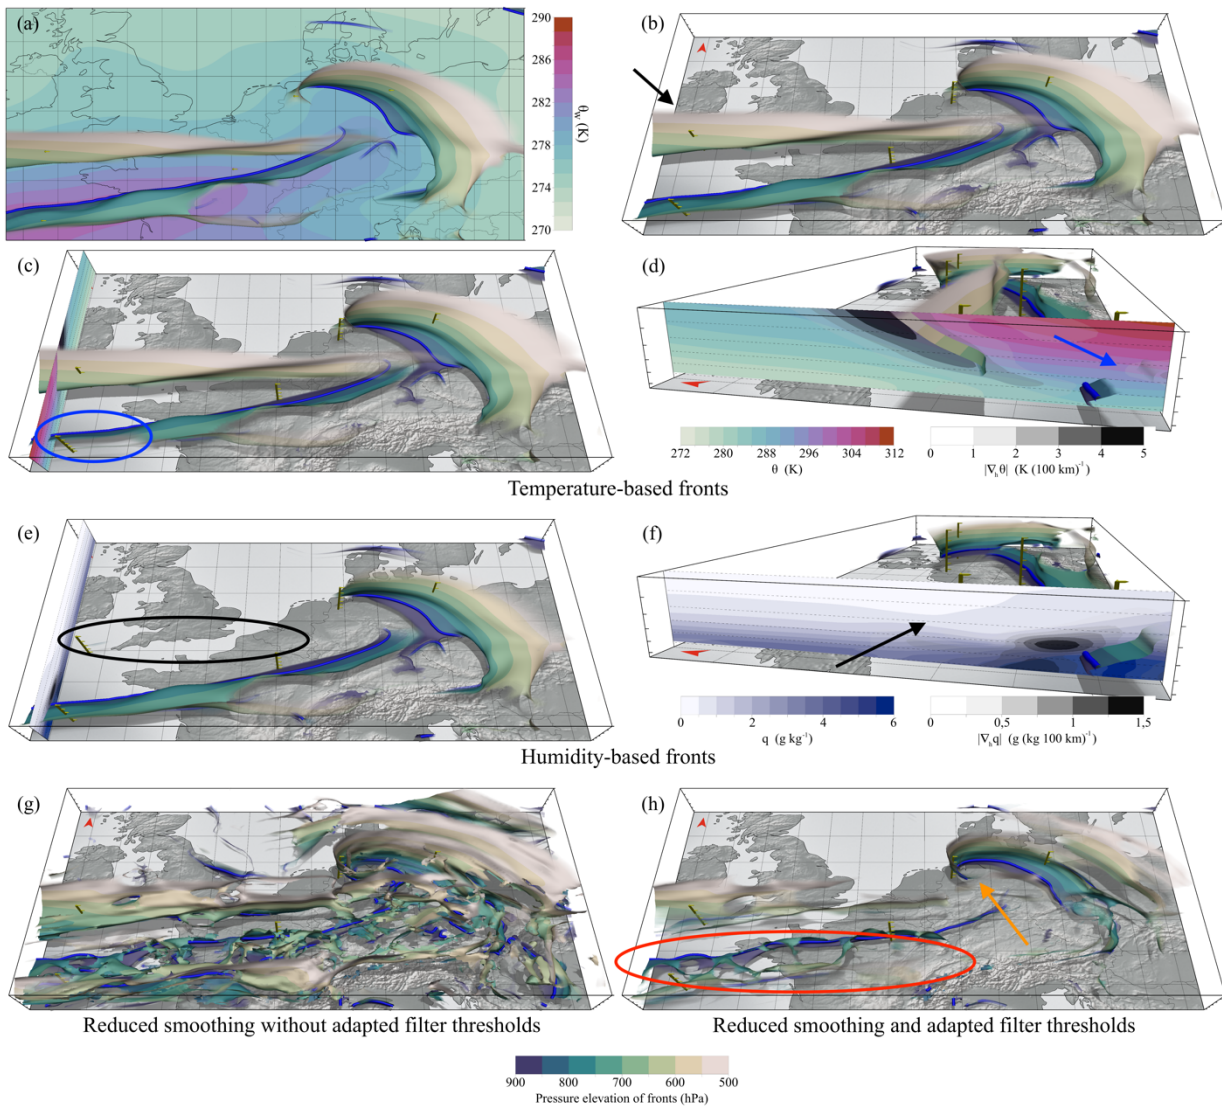 (a)
290
286
282
278
274
270
θw (K)
(b)
(c)
(d)
272
280
288
296
304
312
θ (K)
0
1
2
3
4
5
|∇hθ| (K (100 km)⁻¹
Temperature-based fronts
(e)
(f)
0
2
4
6
q (g kg⁻¹)
0
0,5
1
1,5
|∇hq| (g (kg 100 km)⁻¹
Humidity-based fronts
(g)
(h)
Reduced smoothing without adapted filter thresholds
Reduced smoothing and adapted filter thresholds
900
800
700
600
500
Pressure elevation of fronts (hPa)